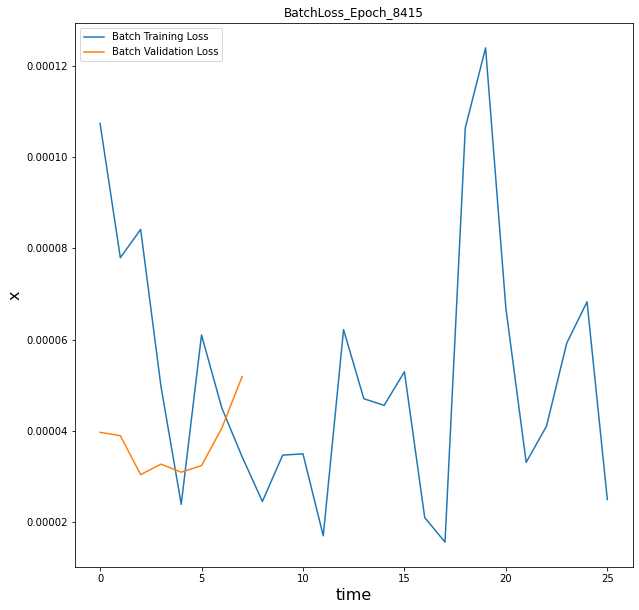 BatchLoss_Epoch_8415
Batch Training Loss
Batch Validation Loss
0.00012
0.00010
0.00008
0.00006
0.00004
0.00002
x
0 5 10 15 20 25
time